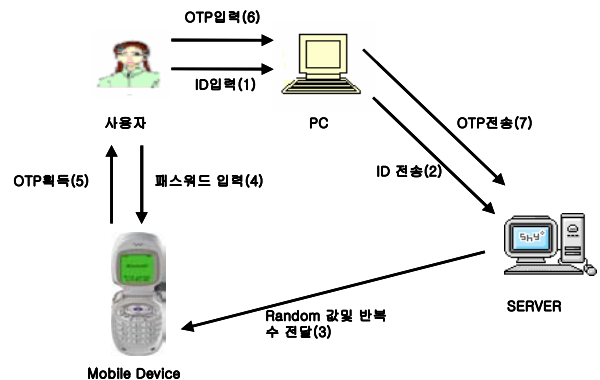 OTP입력(6)
ID입력(1)
사용자
PC
OTP전송(7)
ID 전송(2)
OTP획득(5)
패스워드 입력(4)
SERVER
Random 값및 반복
수 전달(3)
Mobile Device